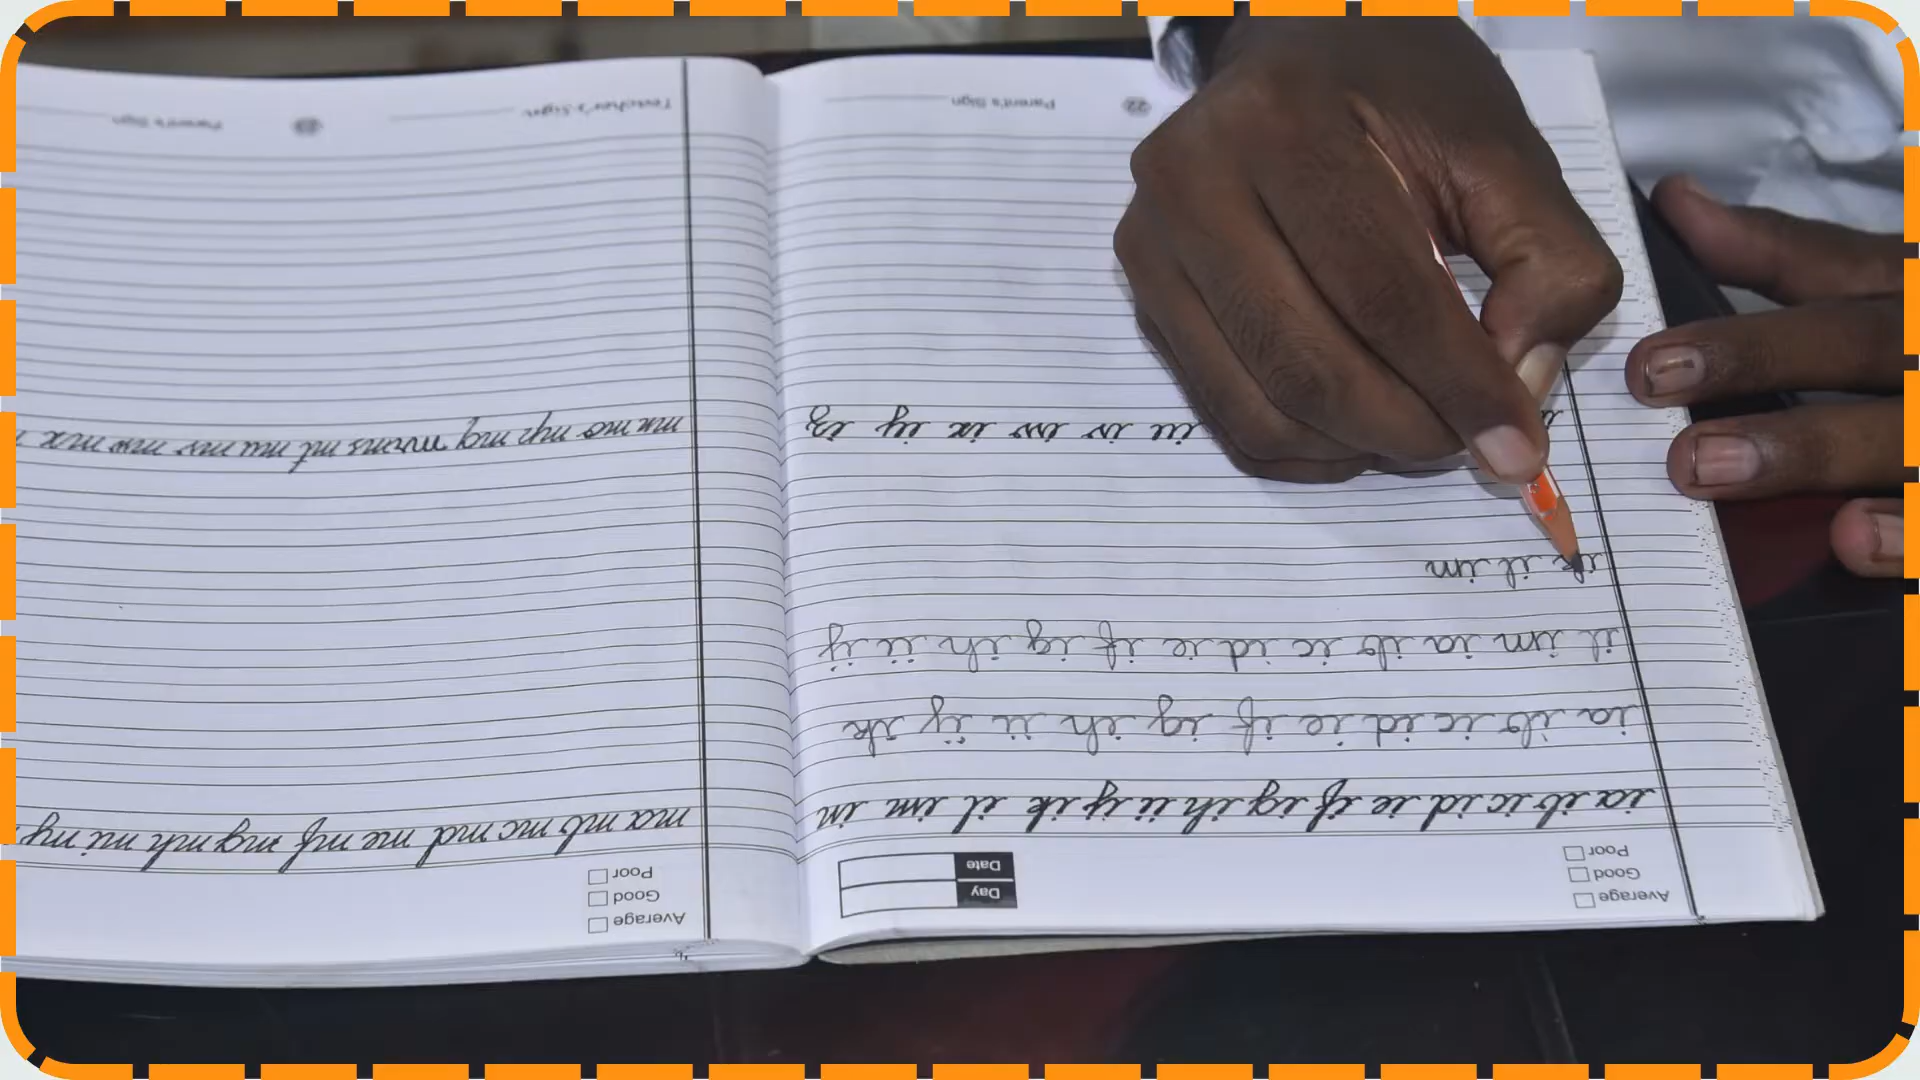 Average
Good
Poor
Day
Date
ia ib ic id ie if ig ih ii ij ik il im in
ia ib ic id ie if ig ih ii ij ik
il im ia ib ic id ie if ig ih ii ij
ik il im
iu iv iw ix iy iz
22 Parent's Sign
Average
Good
Poor
ma mb mc md me mf mg mh mi mj
mn mo mp mq mr ms mt mu mv mw mx
Teacher's Sign 23 Parent's Sign